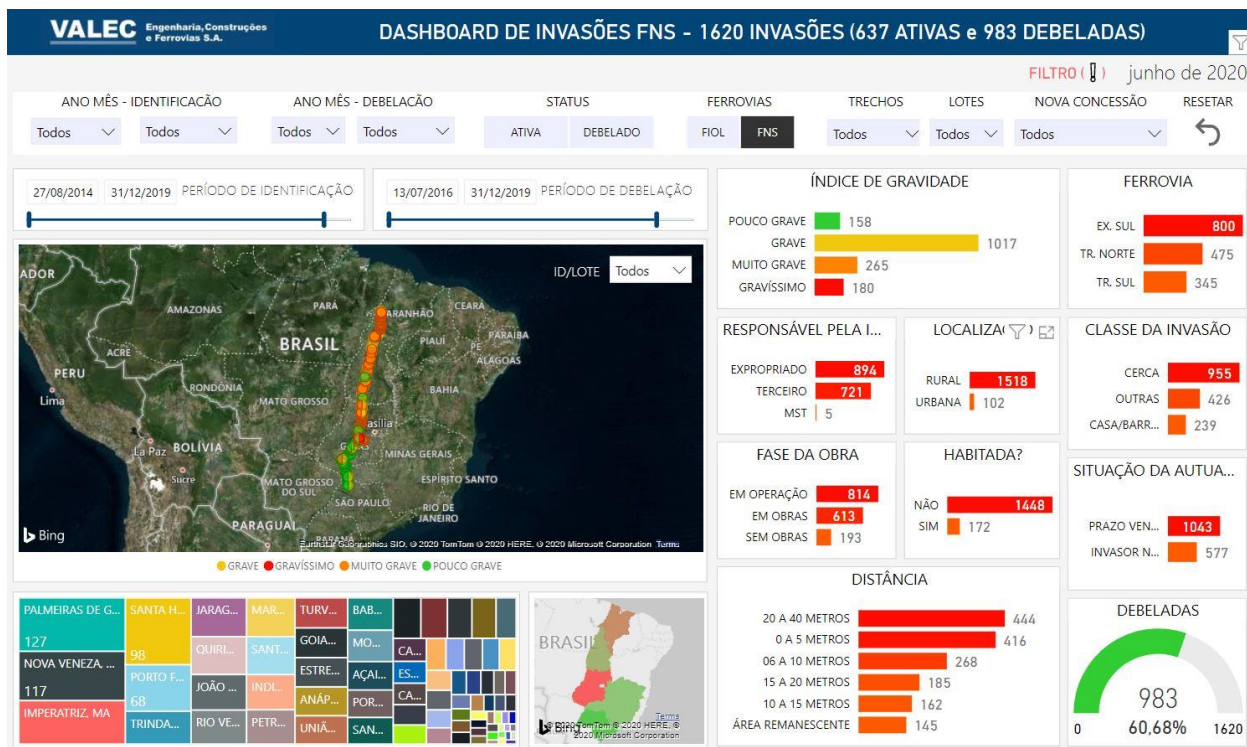 VALEC Engenharia, Construções
e Ferrovias S.A.
DASHBOARD DE INVASÕES FNS - 1620 INVASÕES (637 ATIVAS e 983 DEBELADAS)
FILTRO ( ) junho de 2020
ANO MÊS - IDENTIFICAÇÃO ANO MÊS - DEBELACÃO STATUS FERROVIAS TRECHOS LOTES NOVA CONCESSÃO RESETAR
Todos Todos Todos Todos ATIVA DEBELADO FIOL FNS Todos Todos Todos
27/08/2014 31/12/2019 PERÍODO DE IDENTIFICAÇÃO
13/07/2016 31/12/2019 PERÍODO DE DEBELAÇÃO
ID/LOTE Todos
ADOR
AMAZONAS
PARÁ
MARANHÃO
CEARA
BRASIL
PIAUÍ
PE
PARAÍBA
ALAGOAS
ACRE
PERU
RONDÔNIA
MATO GROSSO
BAHIA
Lima
asília
La Paz
BOLÍVIA
MINAS GERAIS
Sucre
MATO GROSSO
DO SUL
ESPÍRITO SANTO
SÃO PAULO
RIO DE
JANEIRO
PARAGUAI
PARANÁ
Bing
Earthstar Geographics SIO, © 2020 TomTom © 2020 HERE, © 2020 Microsoft Corporation Terms
GRAVE GRAVÍSSIMO MUITO GRAVE POUCO GRAVE
PALMEIRAS DE G...
127
NOVA VENEZA, ...
117
IMPERATRIZ, MA
SANTA H...
98
PORTO F...
68
TRINDA...
JARAG...
QUIRI...
JOÃO ...
RIO VE...
MAR...
SANT...
INDI...
PETR...
TURV...
GOIA...
ESTRE...
ANÁP...
UNIÃ...
BAB...
MO...
AÇAI...
POR...
SAN...
CA...
ES...
CA...
BRASIL
Bing
© 2020 TomTom © 2020 HERE, ©
2020 Microsoft Corporation
Terms
ÍNDICE DE GRAVIDADE
POUCO GRAVE 158
GRAVE 1017
MUITO GRAVE 265
GRAVÍSSIMO 180
FERROVIA
EX. SUL 800
TR. NORTE 475
TR. SUL 345
RESPONSÁVEL PELA I...
EXPROPRIADO 894
TERCEIRO 721
MST 5
LOCALIZA
RURAL 1518
URBANA 102
CLASSE DA INVASÃO
CERCA 955
OUTRAS 426
CASA/BARR... 239
FASE DA OBRA
EM OPERAÇÃO 814
EM OBRAS 613
SEM OBRAS 193
HABITADA?
NÃO 1448
SIM 172
SITUAÇÃO DA AUTUA...
PRAZO VEN... 1043
INVASOR N... 577
DISTÂNCIA
20 A 40 METROS 444
0 A 5 METROS 416
06 A 10 METROS 268
15 A 20 METROS 185
10 A 15 METROS 162
ÁREA REMANESCENTE 145
DEBELADAS
983
0 60,68% 1620